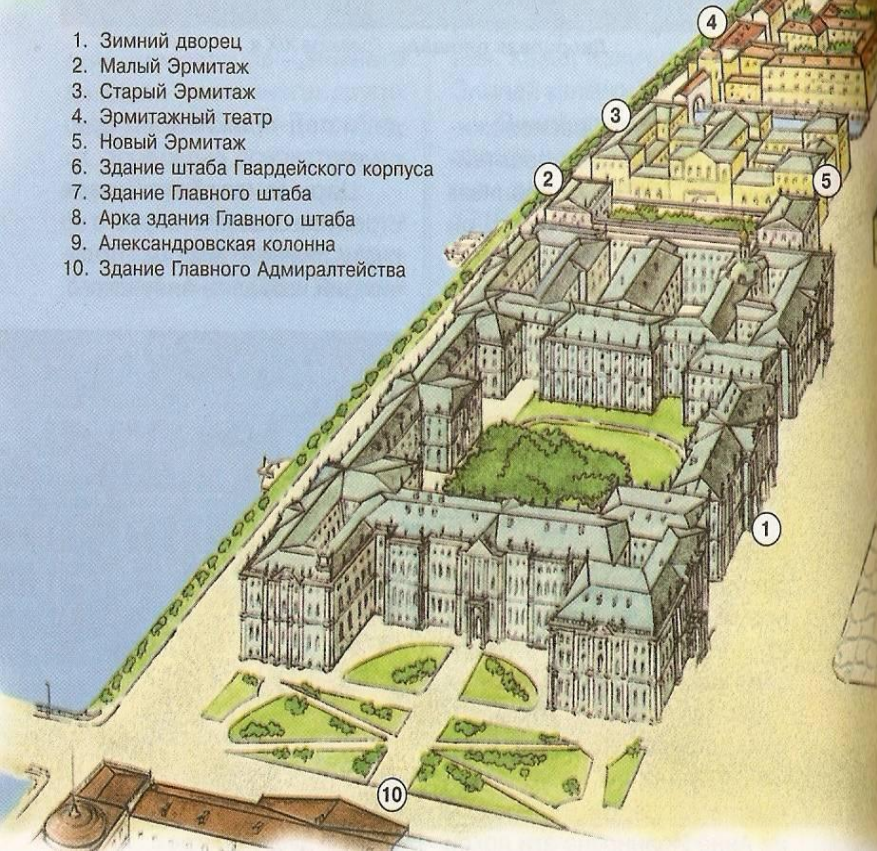 1. Зимний дворец
2. Малый Эрмитаж
3. Старый Эрмитаж
4. Эрмитажный театр
5. Новый Эрмитаж
6. Здание штаба Гвардейского корпуса
7. Здание Главного штаба
8. Арка здания Главного штаба
9. Александровская колонна
10. Здание Главного Адмиралтейства
4
3
2
5
1
10